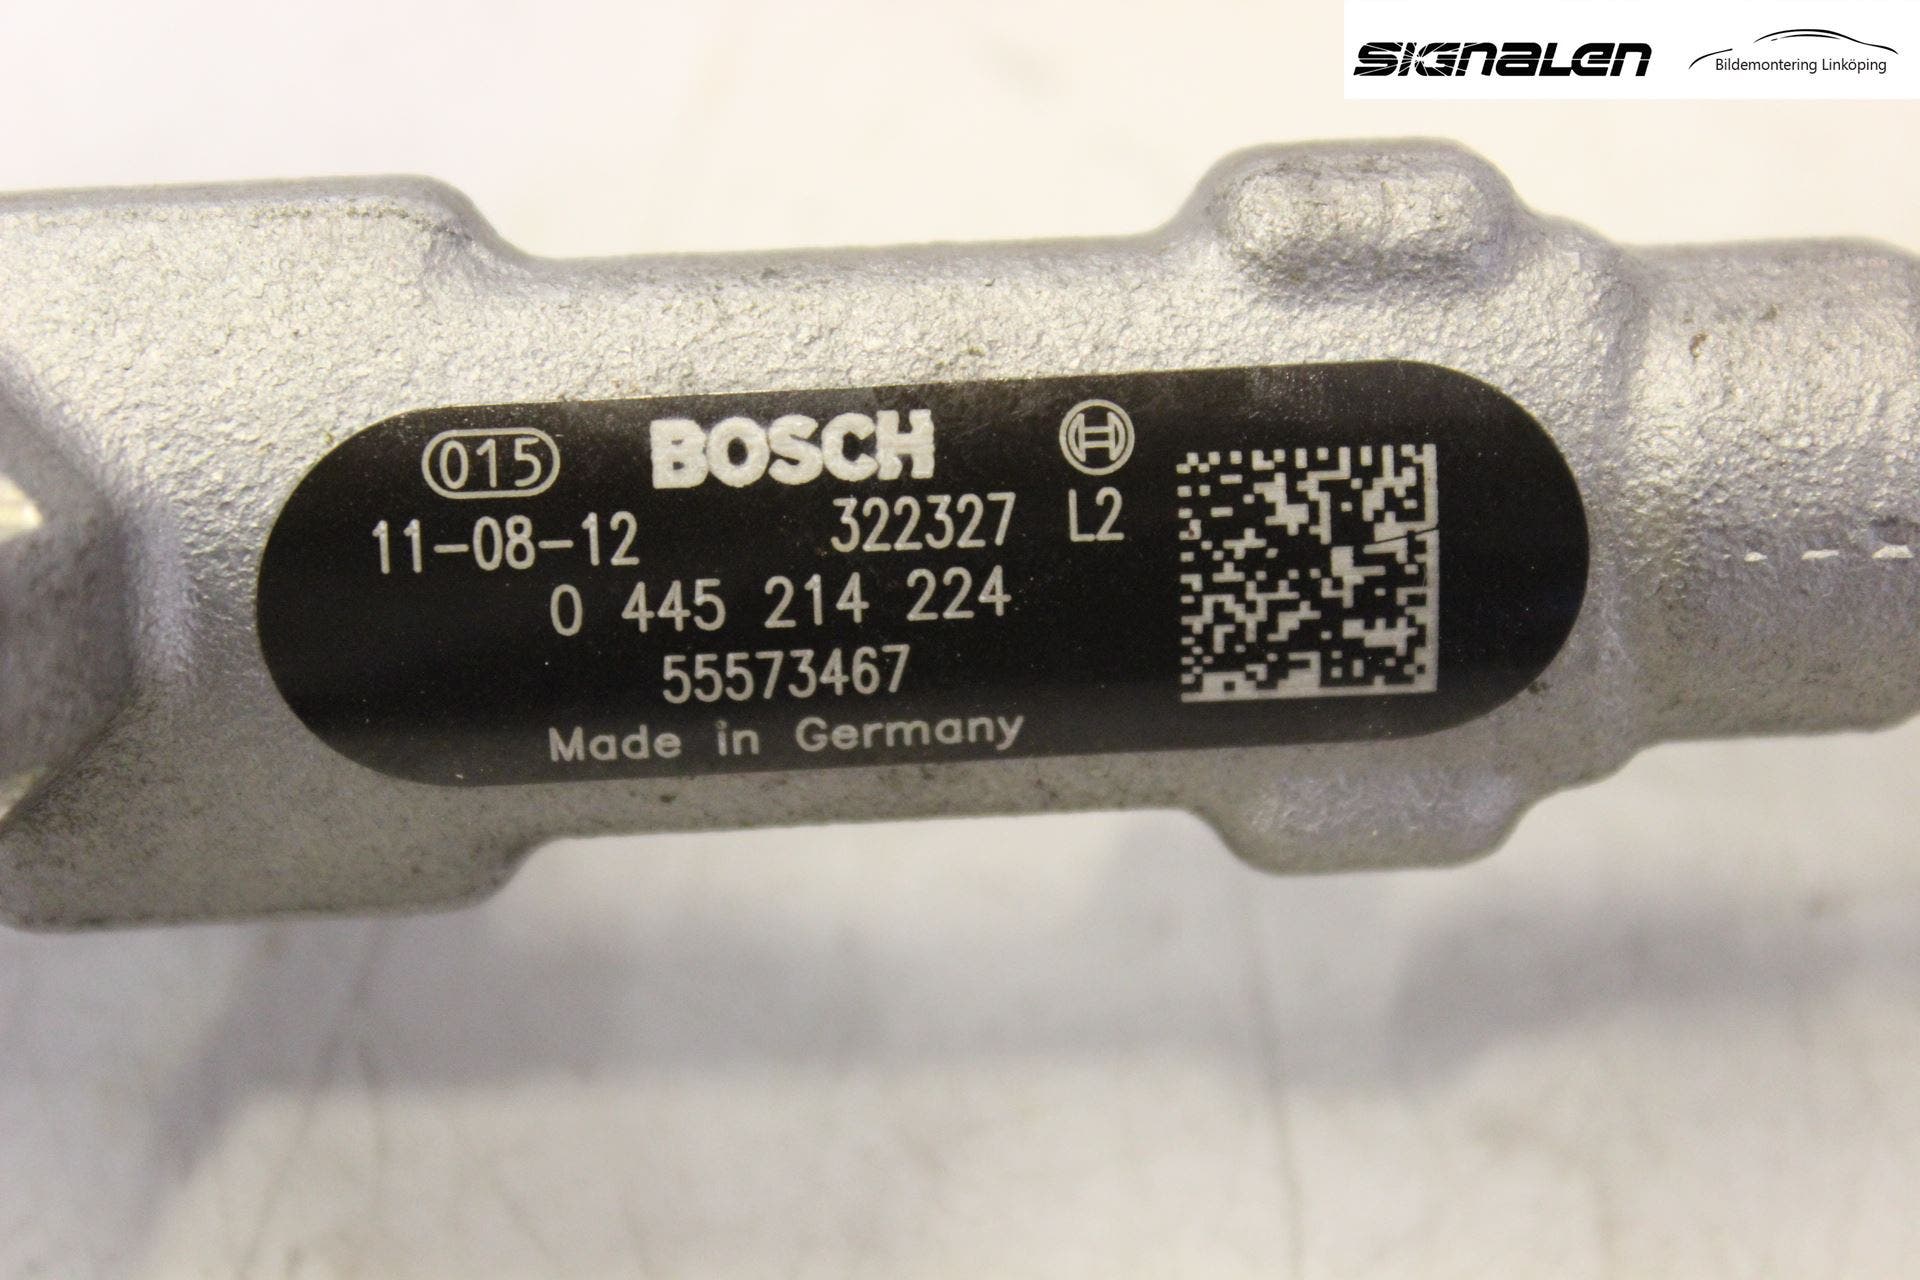 SIGNALEN Bildemontering Linköping
015 BOSCH
11-08-12 322327 L2
0 445 214 224
55573467
Made in Germany